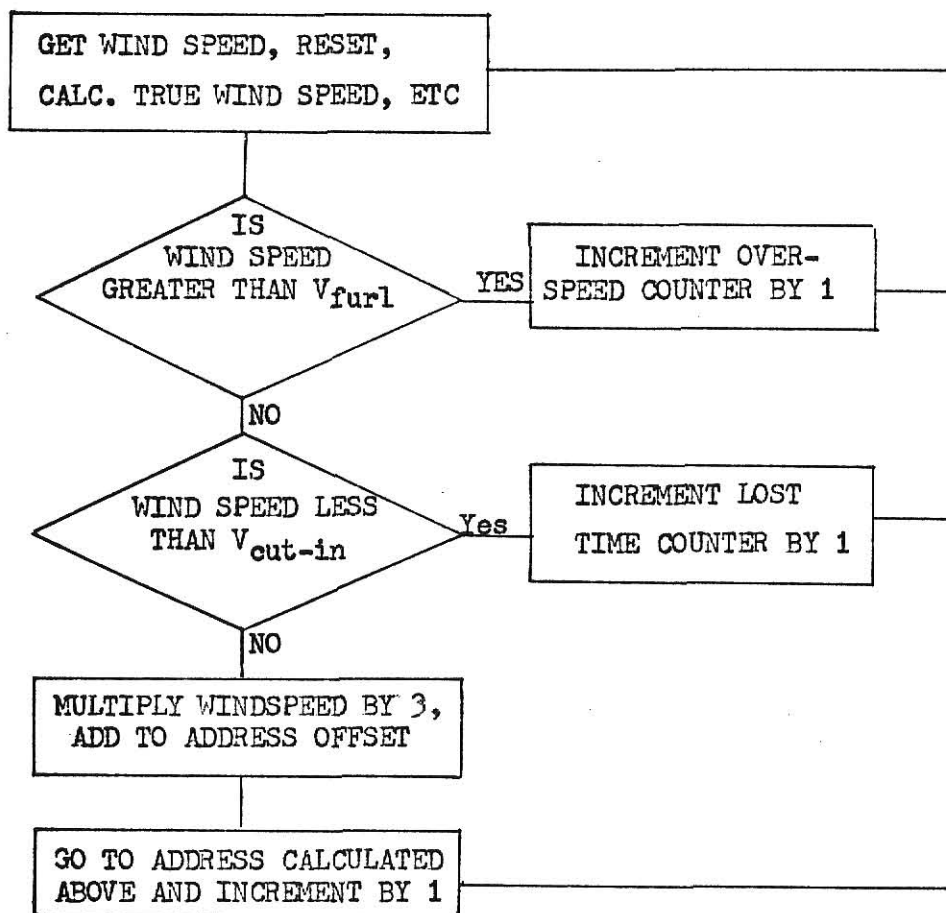 GET WIND SPEED, RESET,
CALC. TRUE WIND SPEED, ETC
IS
WIND SPEED
GREATER THAN Vfurl
YES
INCREMENT OVER-
SPEED COUNTER BY 1
NO
IS
WIND SPEED LESS
THAN Vcut-in
Yes
INCREMENT LOST
TIME COUNTER BY 1
NO
MULTIPLY WINDSPEED BY 3,
ADD TO ADDRESS OFFSET
GO TO ADDRESS CALCULATED
ABOVE AND INCREMENT BY 1